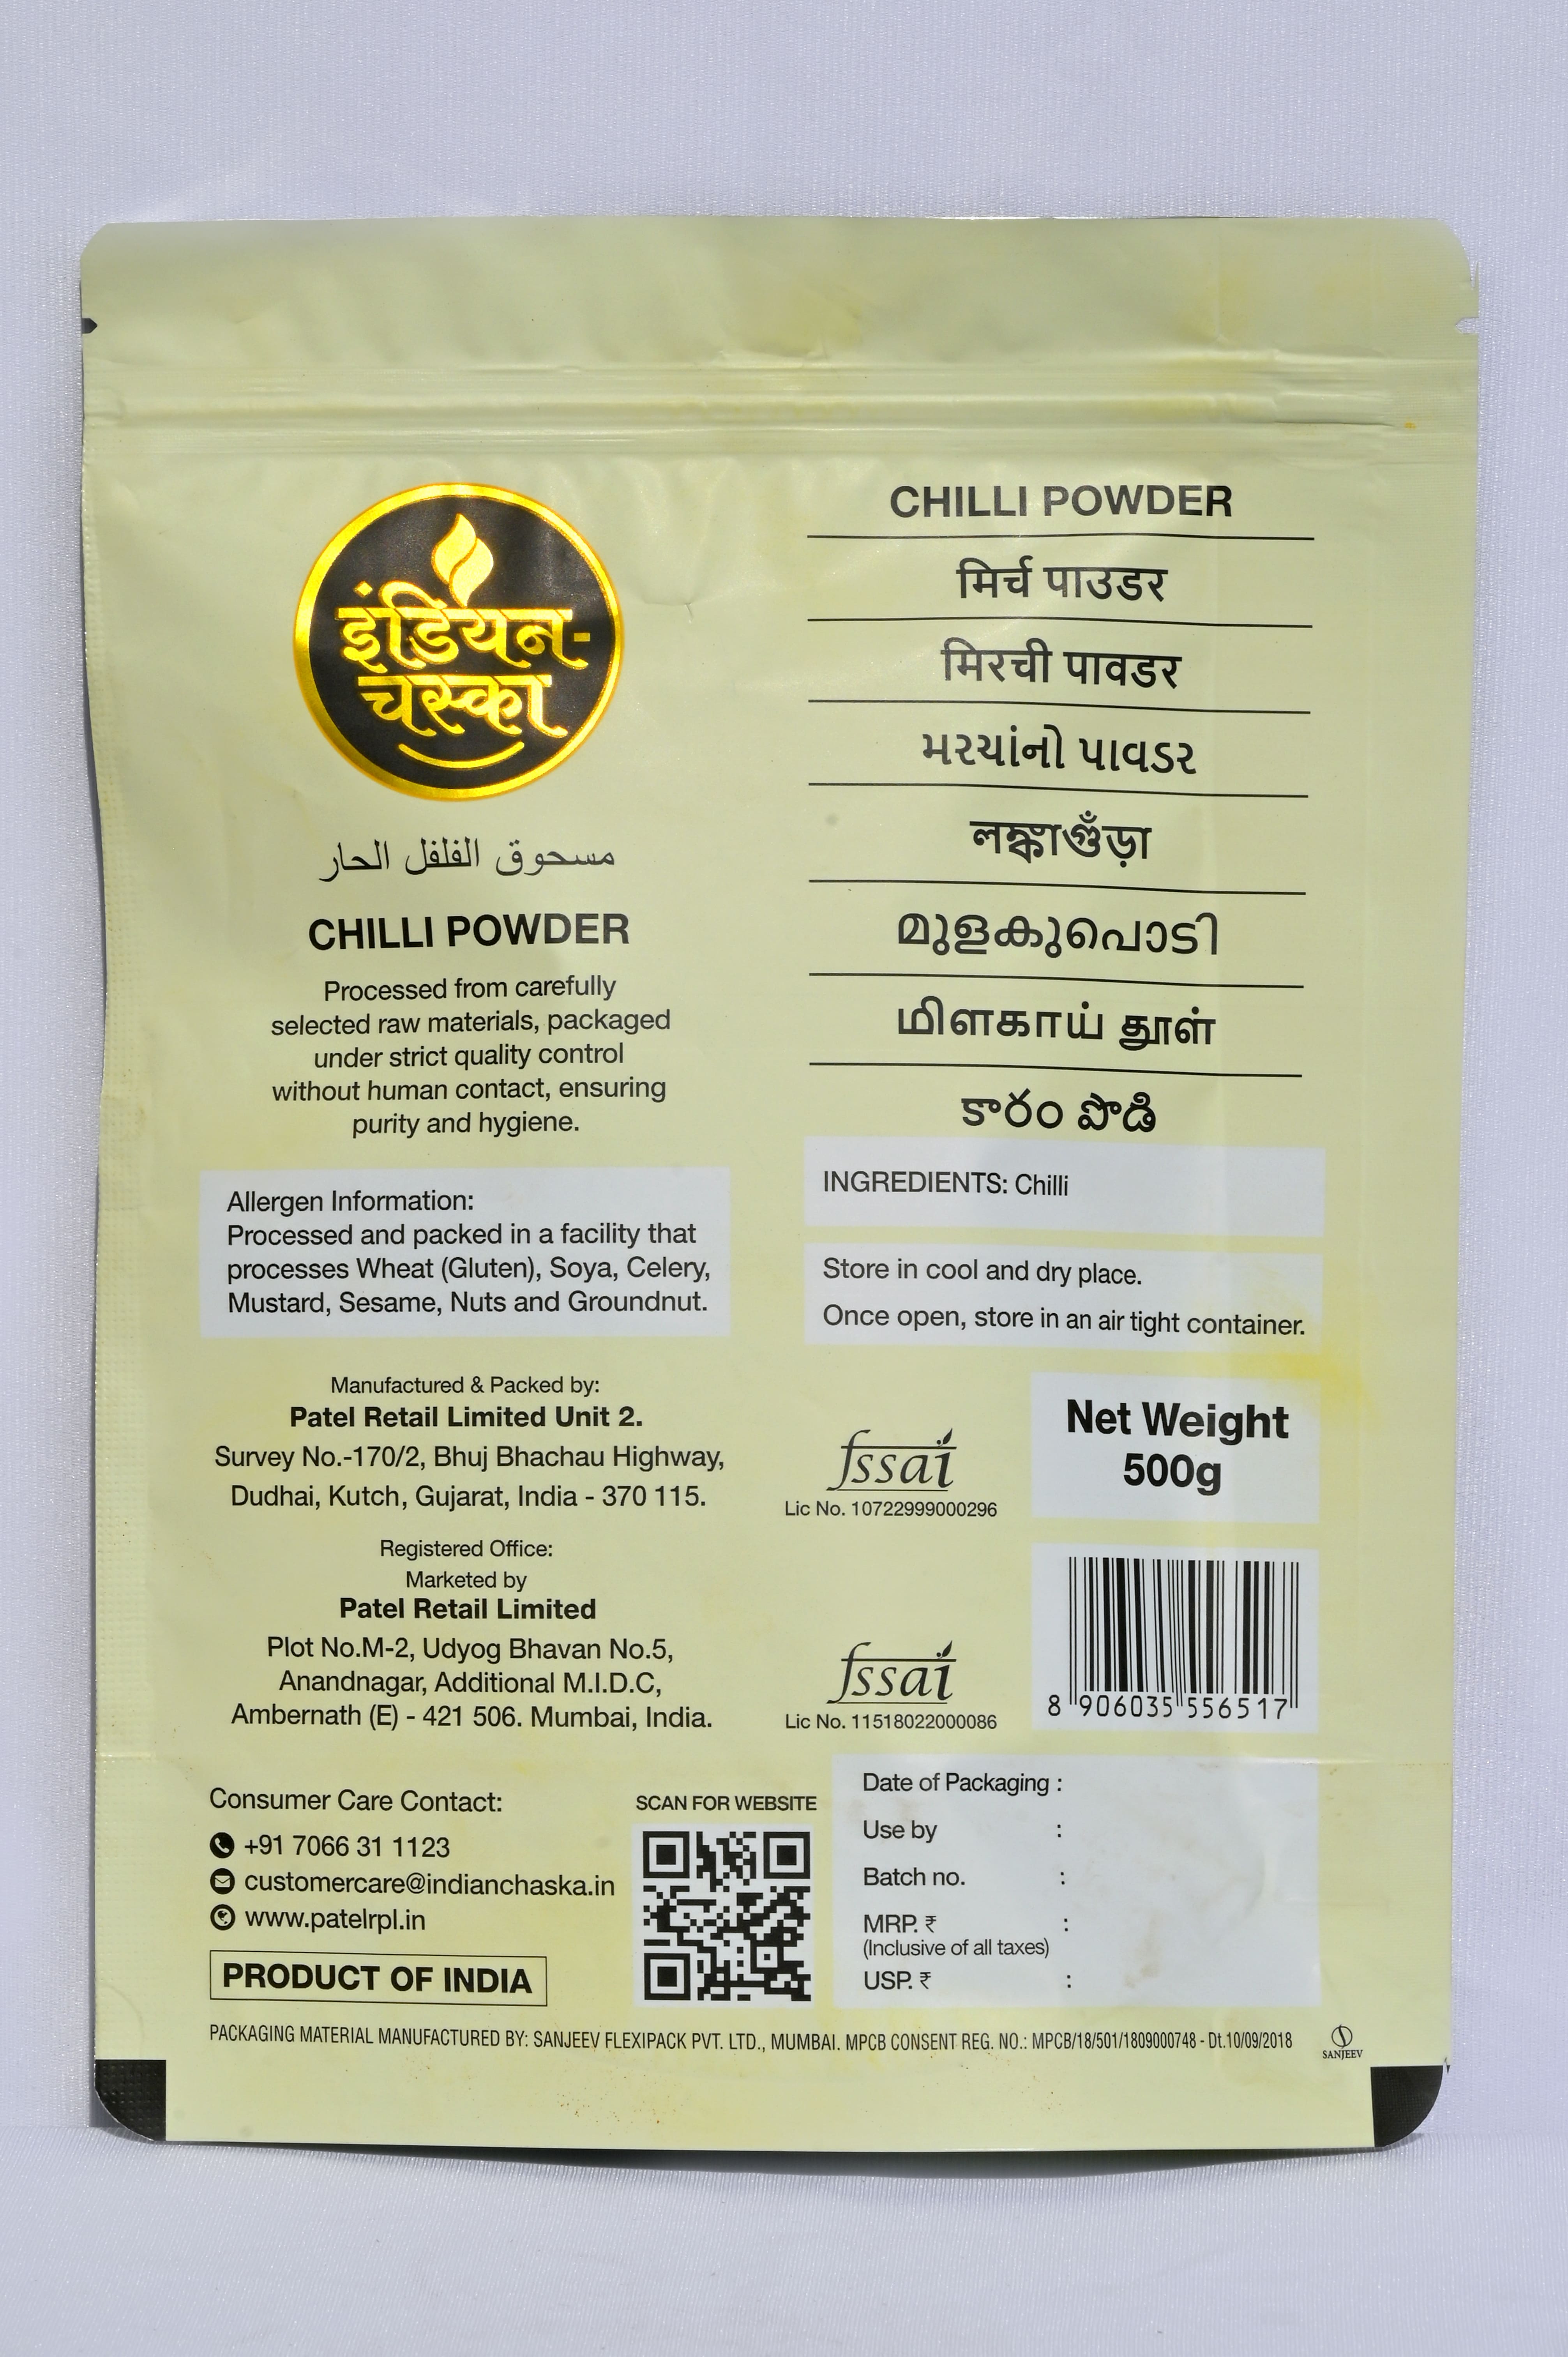 इंडियन-
चस्का
مسحوق الفلفل الحار
CHILLI POWDER
Processed from carefully
selected raw materials, packaged
under strict quality control
without human contact, ensuring
purity and hygiene.
Allergen Information:
Processed and packed in a facility that
processes Wheat (Gluten), Soya, Celery,
Mustard, Sesame, Nuts and Groundnut.
Manufactured & Packed by:
Patel Retail Limited Unit 2.
Survey No.-170/2, Bhuj Bhachau Highway,
Dudhai, Kutch, Gujarat, India - 370 115.
Registered Office:
Marketed by
Patel Retail Limited
Plot No.M-2, Udyog Bhavan No.5,
Anandnagar, Additional M.I.D.C,
Ambernath (E) - 421 506. Mumbai, India.
Consumer Care Contact:
+91 7066 31 1123
customercare@indianchaska.in
www.patelrpl.in
PRODUCT OF INDIA
SCAN FOR WEBSITE
CHILLI POWDER
मिर्च पाउडर
मिरची पावडर
મરચાંનો પાવડર
লঙ্কাগুঁড়া
മുളകുപൊടി
மிளகாய் தூள்
కారం పొడి
INGREDIENTS: Chilli
Store in cool and dry place.
Once open, store in an air tight container.
fssai
Lic No. 10722999000296
Net Weight
500g
fssai
Lic No. 11518022000086
8 906035 556517
Date of Packaging :
Use by :
Batch no. :
MRP. ₹ :
(Inclusive of all taxes)
USP. ₹ :
PACKAGING MATERIAL MANUFACTURED BY: SANJEEV FLEXIPACK PVT. LTD., MUMBAI. MPCB CONSENT REG. NO.: MPCB/18/501/1809000748 - Dt.10/09/2018
SANJEEV